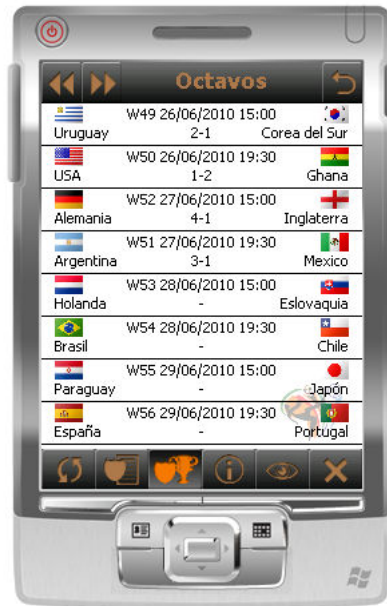 Octavos
W49 26/06/2010 15:00
Uruguay 2-1 Corea del Sur
W50 26/06/2010 19:30
USA 1-2 Ghana
W52 27/06/2010 15:00
Alemania 4-1 Inglaterra
W51 27/06/2010 19:30
Argentina 3-1 Mexico
W53 28/06/2010 15:00
Holanda - Eslovaquia
W54 28/06/2010 19:30
Brasil - Chile
W55 29/06/2010 15:00
Paraguay - Japón
W56 29/06/2010 19:30
España - Portugal